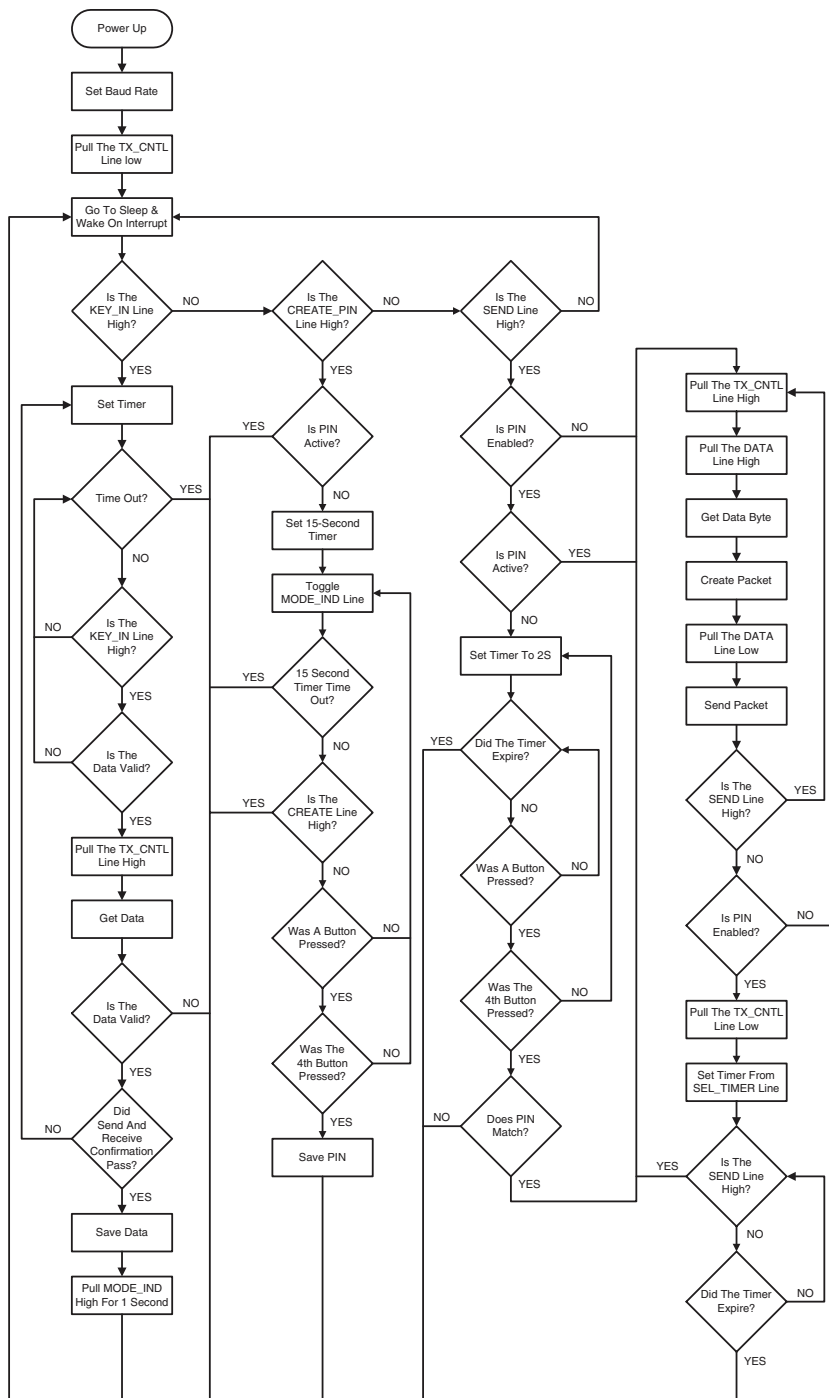 Power Up
Set Baud Rate
Pull The TX_CNTL
Line low
Go To Sleep &
Wake On Interrupt
Is The
KEY_IN Line
High?
NO
YES
Set Timer
Time Out?
YES
NO
Is The
KEY_IN Line
High?
NO
YES
Is The
Data Valid?
NO
YES
Pull The TX_CNTL
Line High
Get Data
Is The
Data Valid?
NO
YES
Did
Send And
Receive
Confirmation
Pass?
NO
YES
Save Data
Pull MODE_IND
High For 1 Second
Is The
CREATE_PIN
Line High?
NO
YES
Is PIN
Active?
YES
NO
Set 15-Second
Timer
Toggle
MODE_IND Line
15 Second
Timer Time
Out?
YES
NO
Is The
CREATE Line
High?
YES
NO
Was A Button
Pressed?
NO
YES
Was The
4th Button
Pressed?
NO
YES
Save PIN
Is The
SEND Line
High?
NO
YES
Is PIN
Enabled?
NO
YES
Is PIN
Active?
YES
NO
Set Timer To 2S
Did The Timer
Expire?
YES
NO
Was A Button
Pressed?
NO
YES
Was The
4th Button
Pressed?
NO
YES
Does PIN
Match?
NO
YES
Pull The TX_CNTL
Line High
Pull The DATA
Line High
Get Data Byte
Create Packet
Pull The DATA
Line Low
Send Packet
Is The
SEND Line
High?
YES
NO
Is PIN
Enabled?
NO
YES
Pull The TX_CNTL
Line Low
Set Timer From
SEL_TIMER Line
Is The
SEND Line
High?
YES
NO
Did The Timer
Expire?
NO
YES